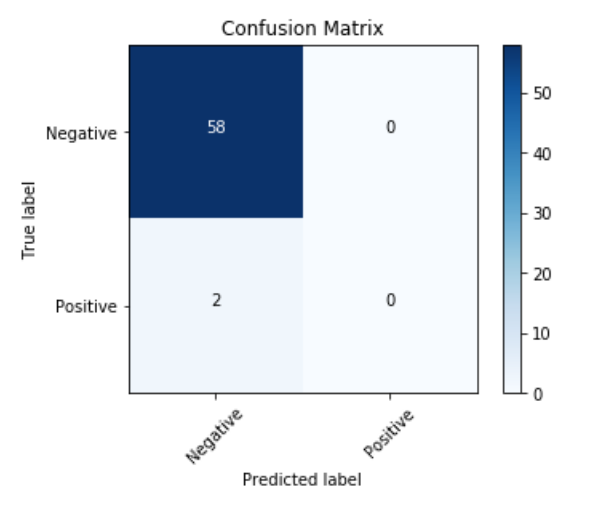 Confusion Matrix
True label
Negative
58
0
Positive
2
0
Negative
Positive
Predicted label
50
40
30
20
10
0